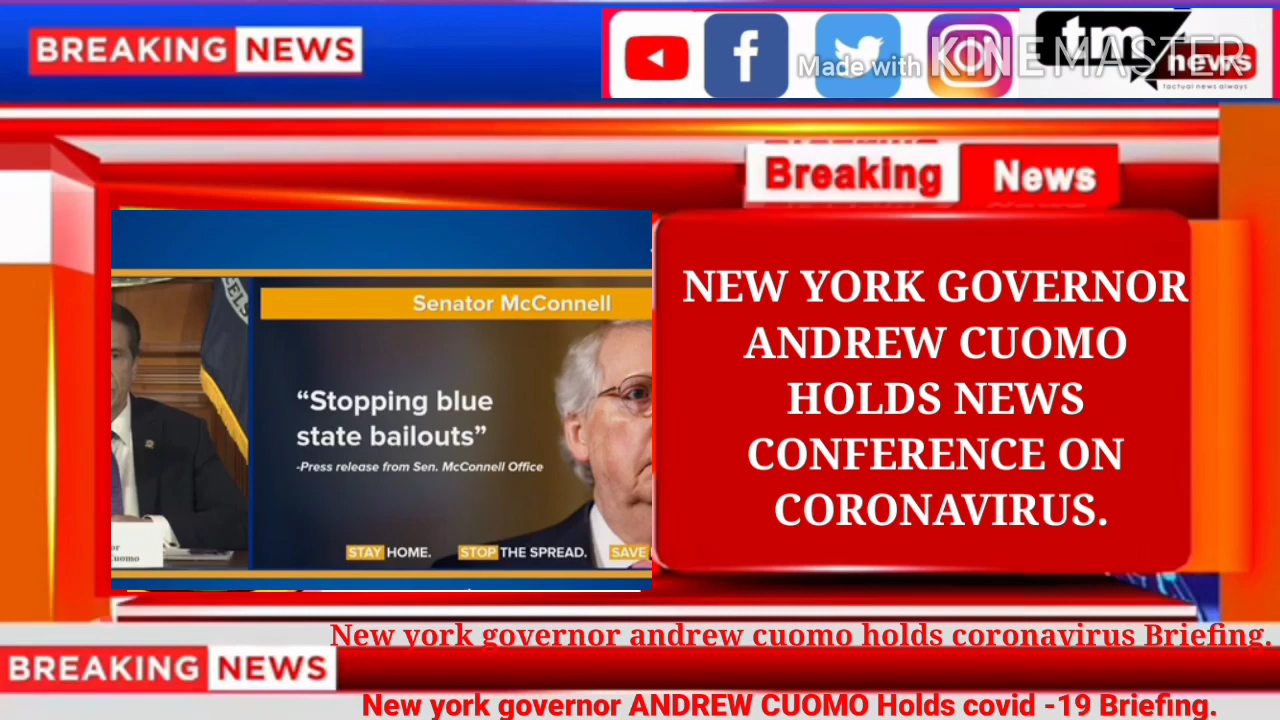 BREAKING NEWS
f
Made with KINEMASTER
tm
news
factual news always
Breaking News
Senator McConnell
“Stopping blue
state bailouts”
-Press release from Sen. McConnell Office
STAY HOME. STOP THE SPREAD. SAVE
NEW YORK GOVERNOR
ANDREW CUOMO
HOLDS NEWS
CONFERENCE ON
CORONAVIRUS.
New york governor andrew cuomo holds coronavirus Briefing.
BREAKING NEWS
New york governor ANDREW CUOMO Holds covid -19 Briefing.